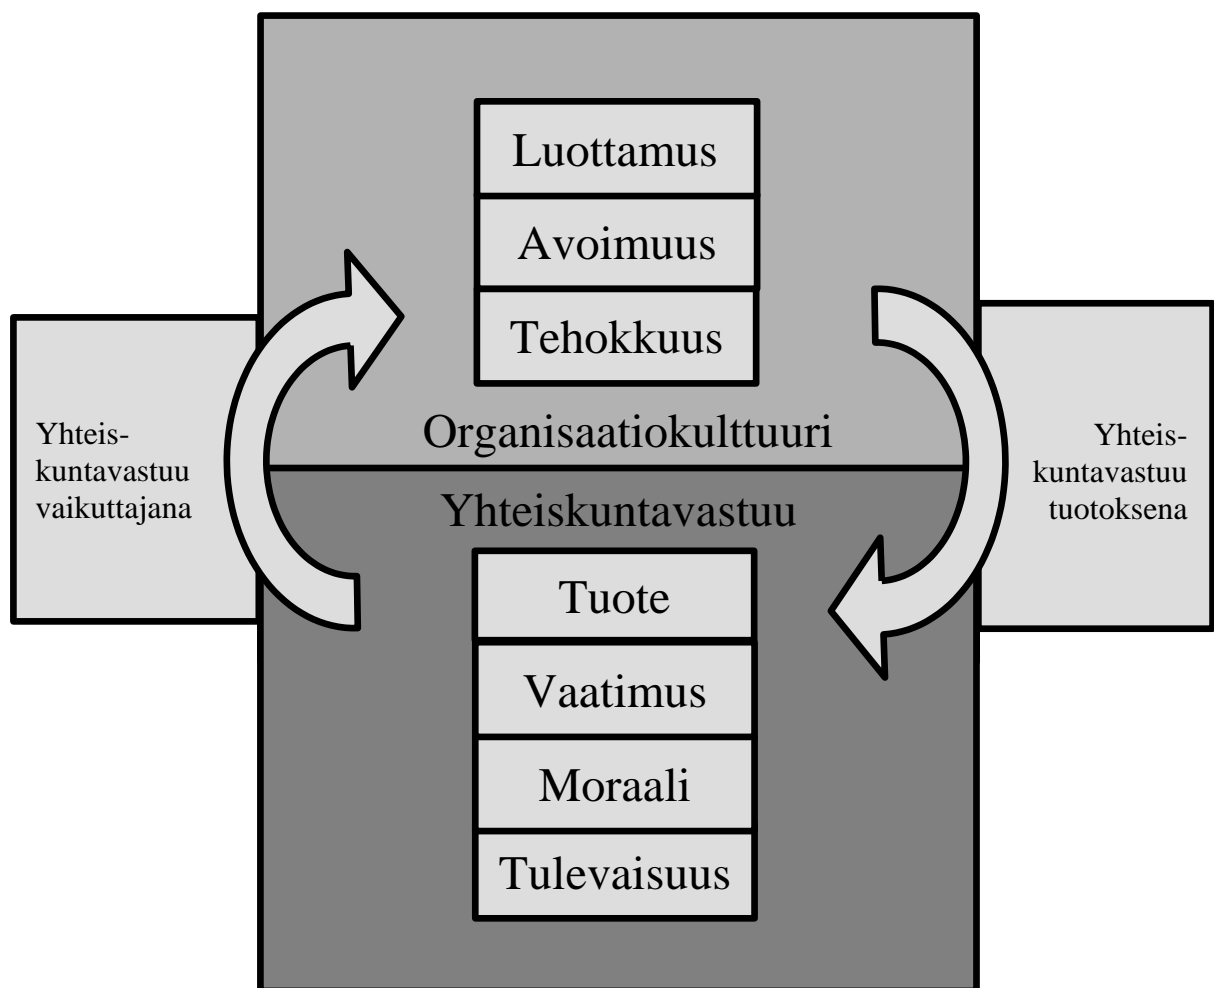 Luottamus
Avoimuus
Tehokkuus
Organisaatiokulttuuri
Yhteis-
kuntavastuu
vaikuttajana
Yhteis-
kuntavastuu
tuotoksena
Yhteiskuntavastuu
Tuote
Vaatimus
Moraali
Tulevaisuus